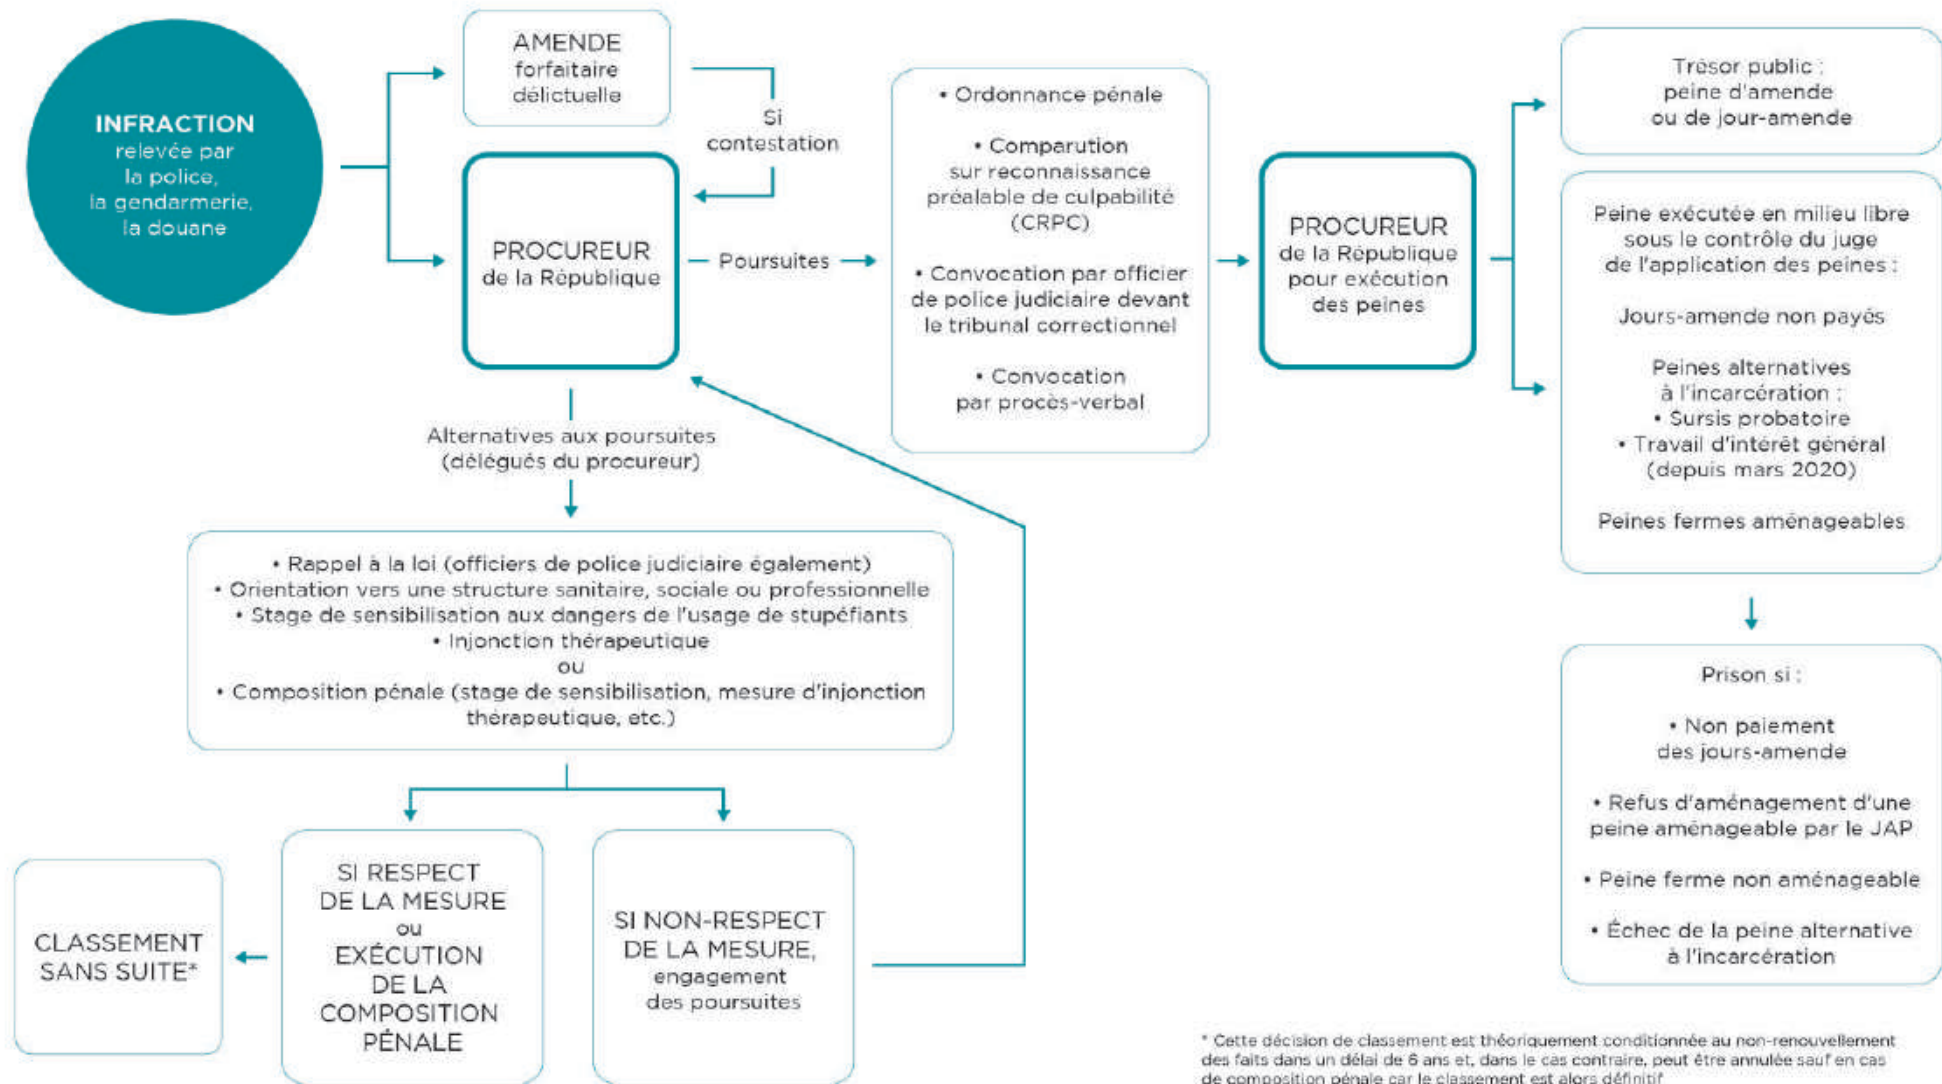 INFRACTION
relevée par
la police,
la gendarmerie,
la douane
AMENDE
forfaitaire
délictuelle
Si
contestation
PROCUREUR
de la République
Poursuites
• Ordonnance pénale
• Comparution
sur reconnaissance
préalable de culpabilité
(CRPC)
• Convocation par officier
de police judiciaire devant
le tribunal correctionnel
• Convocation
par procès-verbal
PROCUREUR
de la République
pour exécution
des peines
Trésor public :
peine d'amende
ou de jour-amende
Peine exécutée en milieu libre
sous le contrôle du juge
de l'application des peines :
Jours-amende non payés
Peines alternatives
à l'incarcération :
• Sursis probatoire
• Travail d'intérêt général
(depuis mars 2020)
Peines fermes aménageables
Prison si :
• Non paiement
des jours-amende
• Refus d'aménagement d'une
peine aménageable par le JAP
• Peine ferme non aménageable
• Échec de la peine alternative
à l'incarcération
Alternatives aux poursuites
(délégués du procureur)
• Rappel à la loi (officiers de police judiciaire également)
• Orientation vers une structure sanitaire, sociale ou professionnelle
• Stage de sensibilisation aux dangers de l'usage de stupéfiants
• Injonction thérapeutique
ou
• Composition pénale (stage de sensibilisation, mesure d'injonction
thérapeutique, etc.)
CLASSEMENT
SANS SUITE*
SI RESPECT
DE LA MESURE
ou
EXÉCUTION
DE LA
COMPOSITION
PÉNALE
SI NON-RESPECT
DE LA MESURE,
engagement
des poursuites
* Cette décision de classement est théoriquement conditionnée au non-renouvellement
des faits dans un délai de 6 ans et, dans le cas contraire, peut être annulée sauf en cas
de composition pénale car le classement est alors définitif